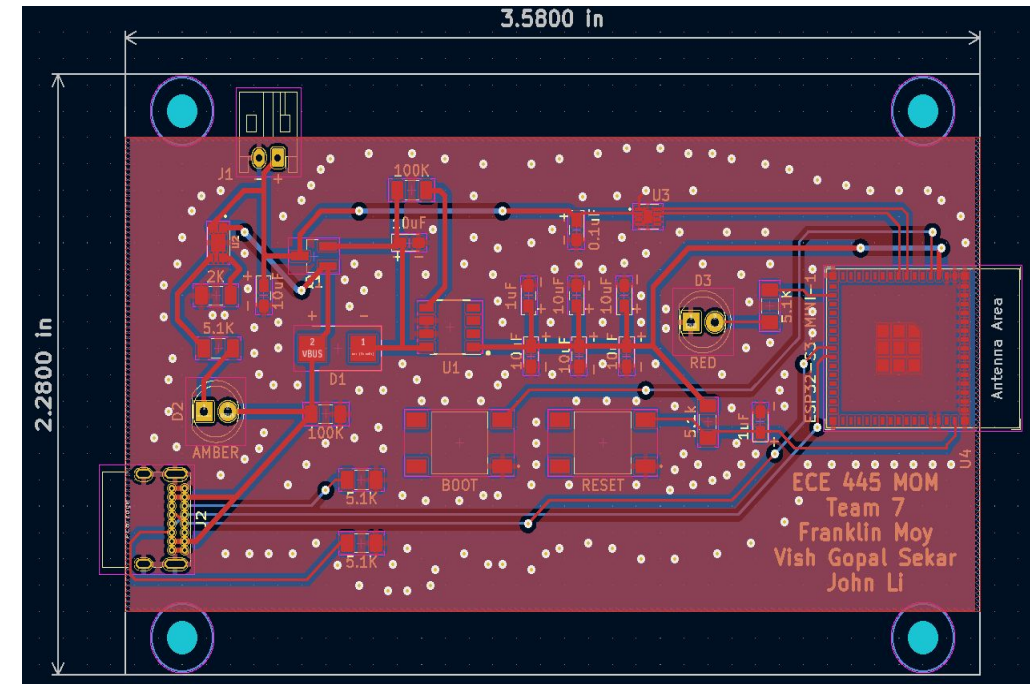 3.5800 in
2.2800 in
J1
+
100K
U3
0.1uF
10uF
U2
2K
10uF
D3
5.1k
1uF
10uF
10uF
ESP32-S3-MINI-1
Antenna Area
5.1K
+
-
2
VBUS
1
D1
U1
10uF
10uF
10uF
RED
D2
AMBER
100K
5.1k
1uF
U4
BOOT
RESET
J2
5.1K
5.1K
ECE 445 MOM
Team 7
Franklin Moy
Vish Gopal Sekar
John Li